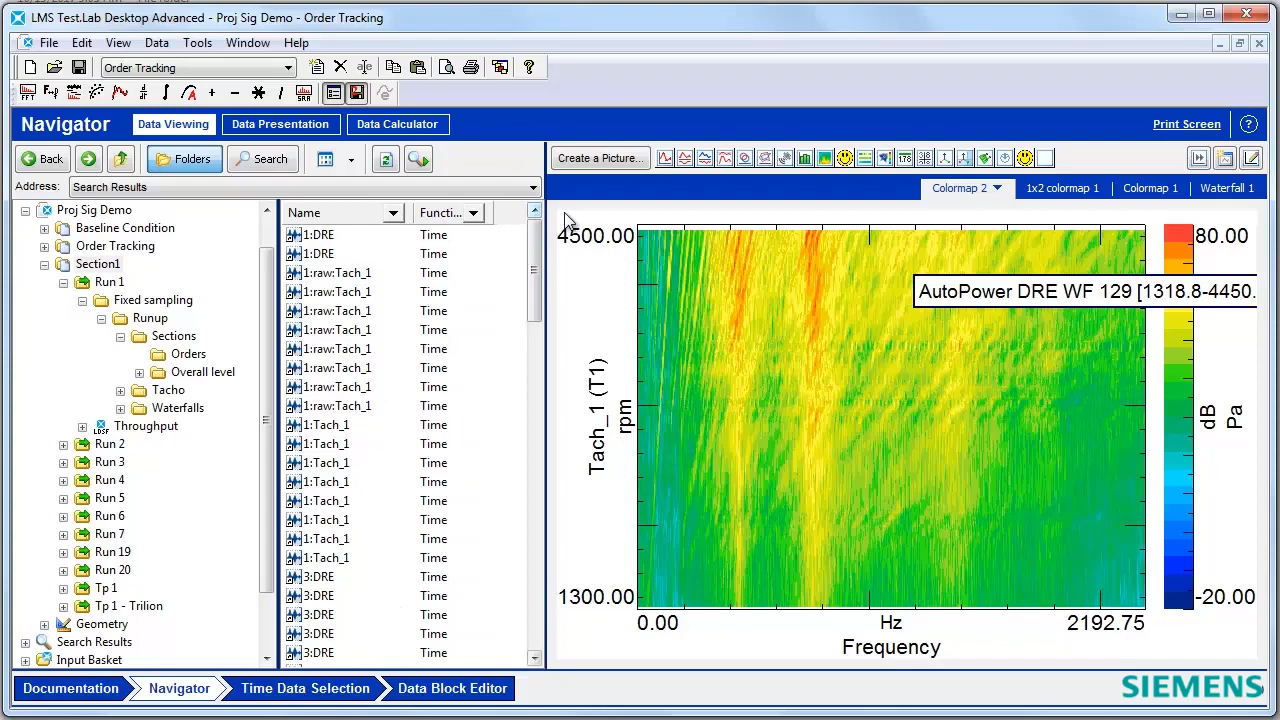 LMS Test.Lab Desktop Advanced - Proj Sig Demo - Order Tracking
File Edit View Data Tools Window Help
Order Tracking
Navigator Data Viewing Data Presentation Data Calculator Print Screen
Back Folders Search
Address: Search Results
Proj Sig Demo
Baseline Condition
Order Tracking
Section1
Run 1
Fixed sampling
Runup
Sections
Orders
Overall level
Tacho
Waterfalls
LDSF Throughput
Run 2
Run 3
Run 4
Run 5
Run 6
Run 7
Run 19
Run 20
Tp 1
Tp 1 - Trilion
Geometry
Search Results
Input Basket
Name Functi...
1:DRE Time
1:DRE Time
1:raw:Tach_1 Time
1:raw:Tach_1 Time
1:raw:Tach_1 Time
1:raw:Tach_1 Time
1:raw:Tach_1 Time
1:raw:Tach_1 Time
1:raw:Tach_1 Time
1:raw:Tach_1 Time
1:Tach_1 Time
1:Tach_1 Time
1:Tach_1 Time
1:Tach_1 Time
1:Tach_1 Time
1:Tach_1 Time
1:Tach_1 Time
1:Tach_1 Time
3:DRE Time
3:DRE Time
3:DRE Time
3:DRE Time
3:DRE Time
Create a Picture...
Colormap 2 1x2 colormap 1 Colormap 1 Waterfall 1
4500.00
Tach_1 (T1)
rpm
1300.00
0.00 Hz 2192.75
Frequency
AutoPower DRE WF 129 [1318.8-4450.
80.00
dB
Pa
-20.00
Documentation Navigator Time Data Selection Data Block Editor
SIEMENS